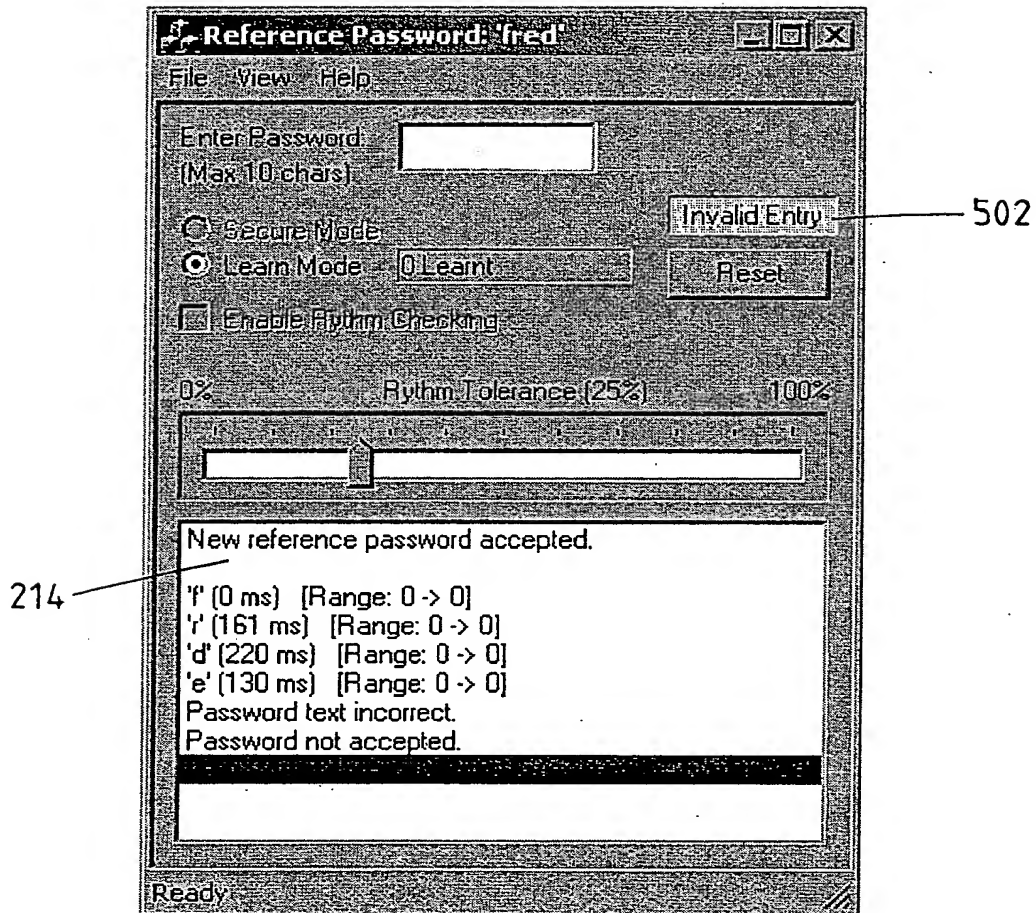 Reference Password: 'fred'
File View Help
Enter Password:
(Max 10 chars)
Invalid Entry
502
Secure Mode
Learn Mode 0 Learnt
Reset
Enable Rythm Checking
0% Rythm Tolerance (25%) 100%
New reference password accepted.
214
'f' (0 ms) [Range: 0 -> 0]
'r' (161 ms) [Range: 0 -> 0]
'd' (220 ms) [Range: 0 -> 0]
'e' (130 ms) [Range: 0 -> 0]
Password text incorrect.
Password not accepted.
Ready